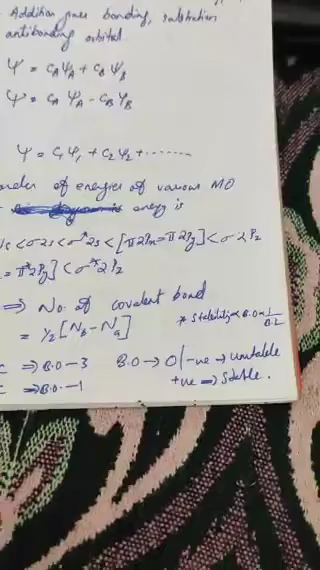 Addition gives bonding, subtraction
antibonding orbital
Ψ = CAΨA + CBΨB
Ψ* = CAΨA - CBΨB
Ψ = C1Ψ1 + C2Ψ2 + .......
order of energies of various MO
energy is
1s < σ2s < σ*2s < [π2Px = π2Py] < σ2Pz
= π*2Py] < σ*2Pz
⇒ No. of covalent bond
= 1/2 [Nb - Na]
* Stability ∝ B.O ∝ 1/B.L
⇒ B.O - 3 B.O → 0/-ve → unstable
⇒ B.O - 1 +ve ⇒ Stable.